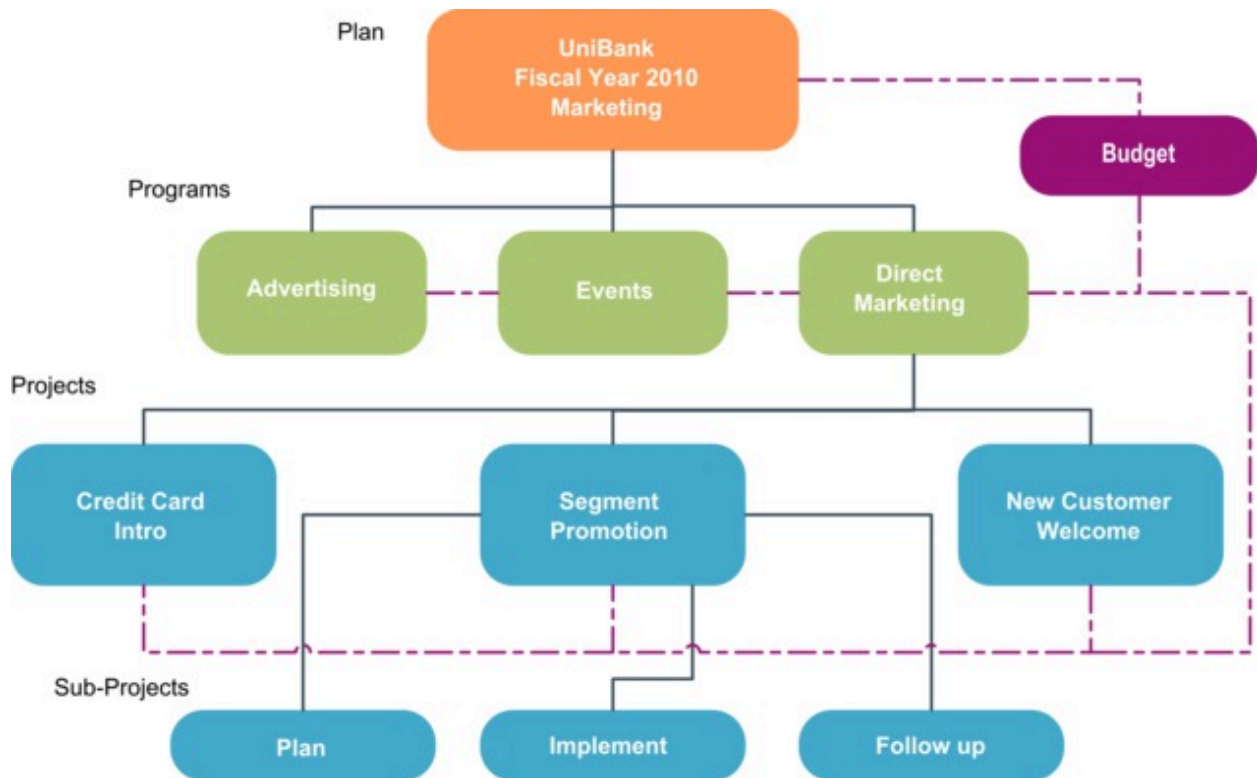 Plan
UniBank
Fiscal Year 2010
Marketing
Budget
Programs
Advertising
Events
Direct
Marketing
Projects
Credit Card
Intro
Segment
Promotion
New Customer
Welcome
Sub-Projects
Plan
Implement
Follow up